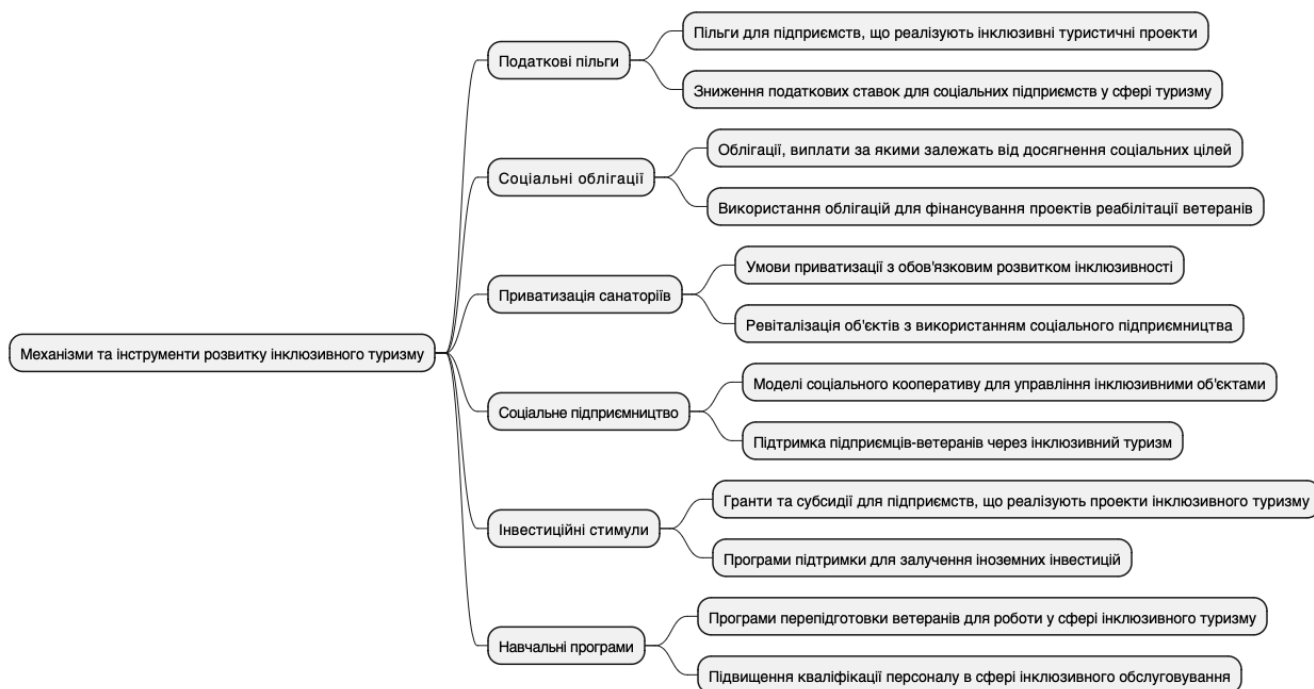 Механізми та інструменти розвитку інклюзивного туризму
Податкові пільги
Пільги для підприємств, що реалізують інклюзивні туристичні проекти
Зниження податкових ставок для соціальних підприємств у сфері туризму
Соціальні облігації
Облігації, виплати за якими залежать від досягнення соціальних цілей
Використання облігацій для фінансування проектів реабілітації ветеранів
Приватизація санаторіїв
Умови приватизації з обов'язковим розвитком інклюзивності
Ревіталізація об'єктів з використанням соціального підприємництва
Соціальне підприємництво
Моделі соціального кооперативу для управління інклюзивними об'єктами
Підтримка підприємців-ветеранів через інклюзивний туризм
Інвестиційні стимули
Гранти та субсидії для підприємств, що реалізують проекти інклюзивного туризму
Програми підтримки для залучення іноземних інвестицій
Навчальні програми
Програми перепідготовки ветеранів для роботи у сфері інклюзивного туризму
Підвищення кваліфікації персоналу в сфері інклюзивного обслуговування